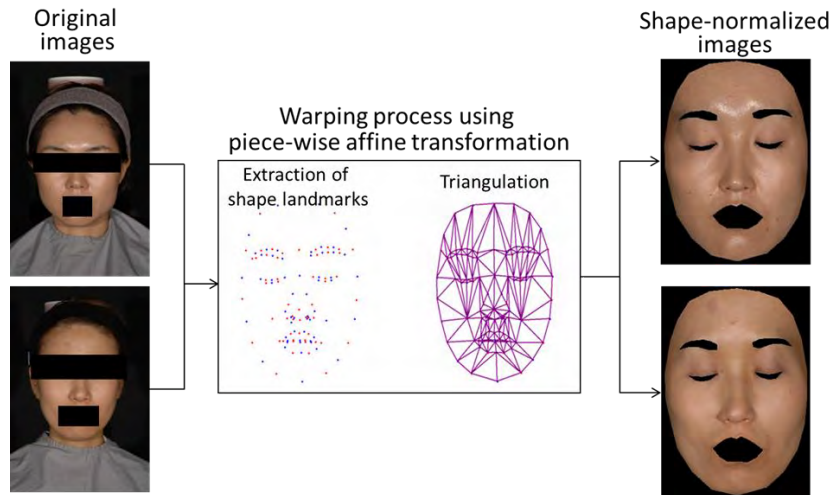 Original
images
Warping process using
piece-wise affine transformation
Extraction of
shape landmarks
Triangulation
Shape-normalized
images